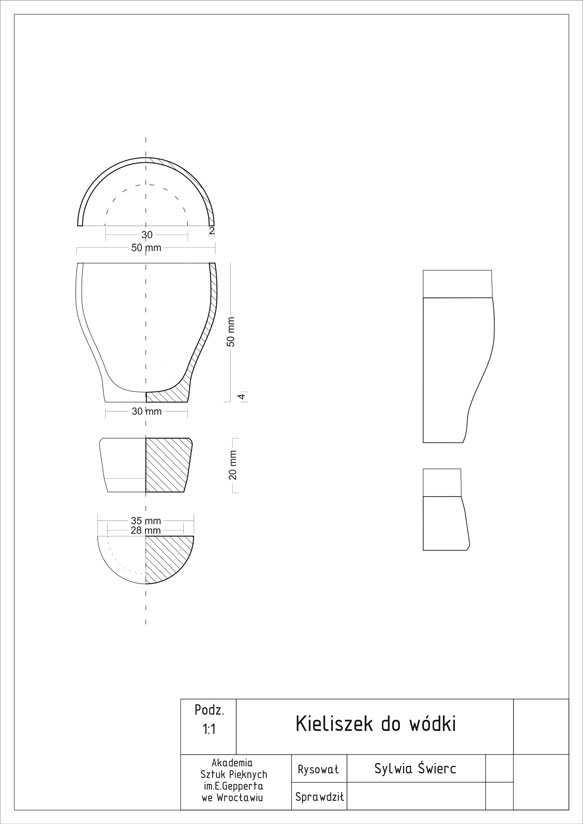 30
2
50 mm
50 mm
4
30 mm
20 mm
35 mm
28 mm
Podz.
1:1
Kieliszek do wódki
Akademia
Sztuk Pięknych
im.E.Gepperta
we Wrocławiu
Rysował
Sylwia Świerc
Sprawdził